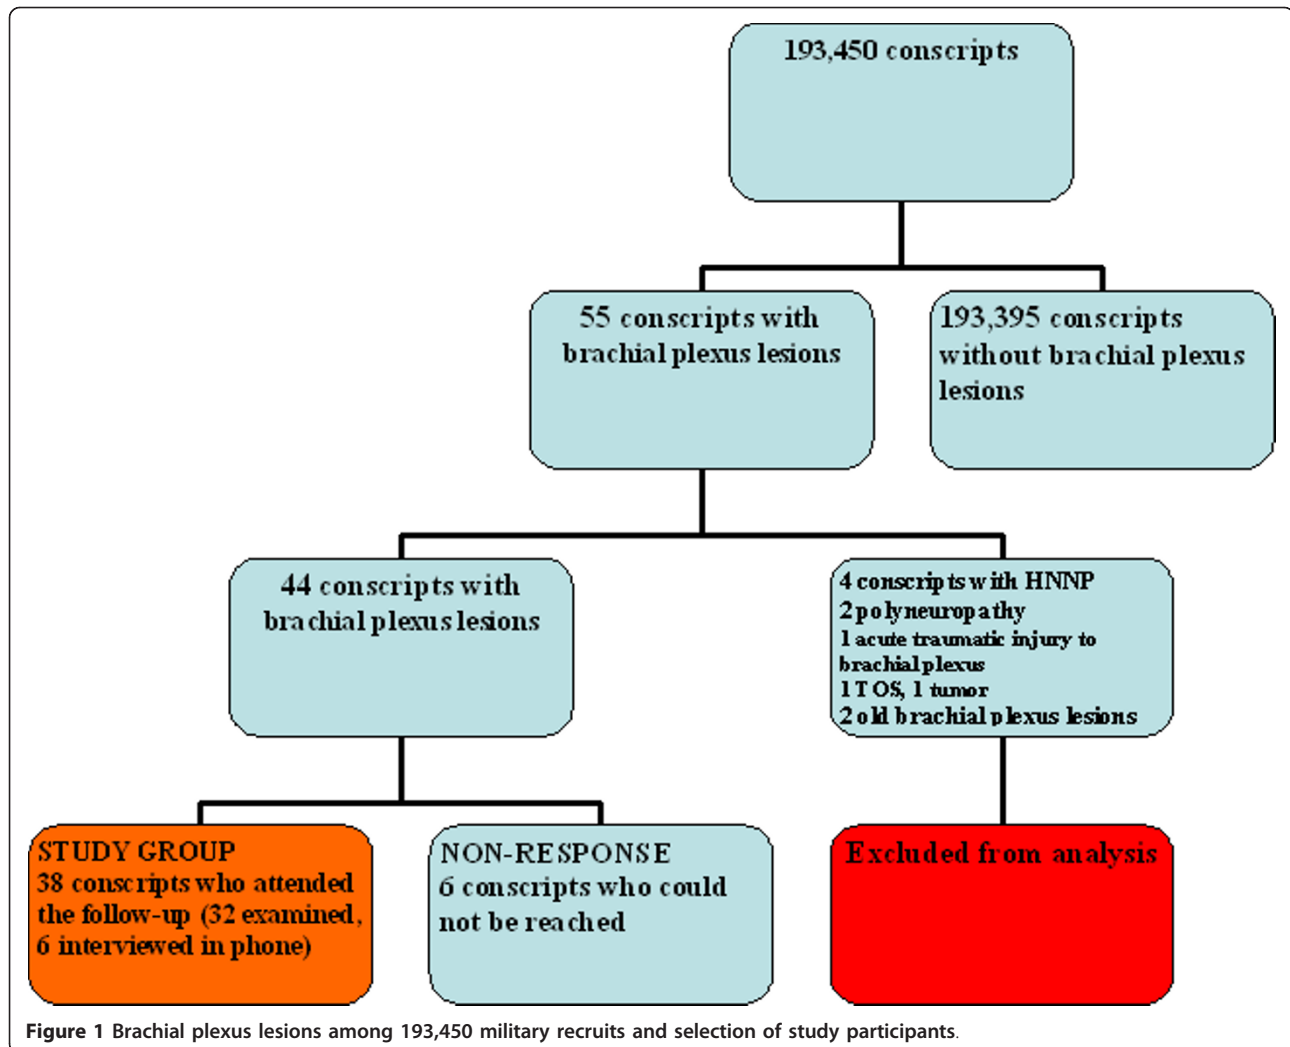 193,450 conscripts
55 conscripts with
brachial plexus lesions
193,395 conscripts
without brachial plexus
lesions
44 conscripts with
brachial plexus lesions
4 conscripts with HNNP
2 polyneuropathy
1 acute traumatic injury to
brachial plexus
1 TOS, 1 tumor
2 old brachial plexus lesions
STUDY GROUP
38 conscripts who attended
the follow-up (32 examined,
6 interviewed in phone)
NON-RESPONSE
6 conscripts who could
not be reached
Excluded from analysis
Figure 1 Brachial plexus lesions among 193,450 military recruits and selection of study participants.